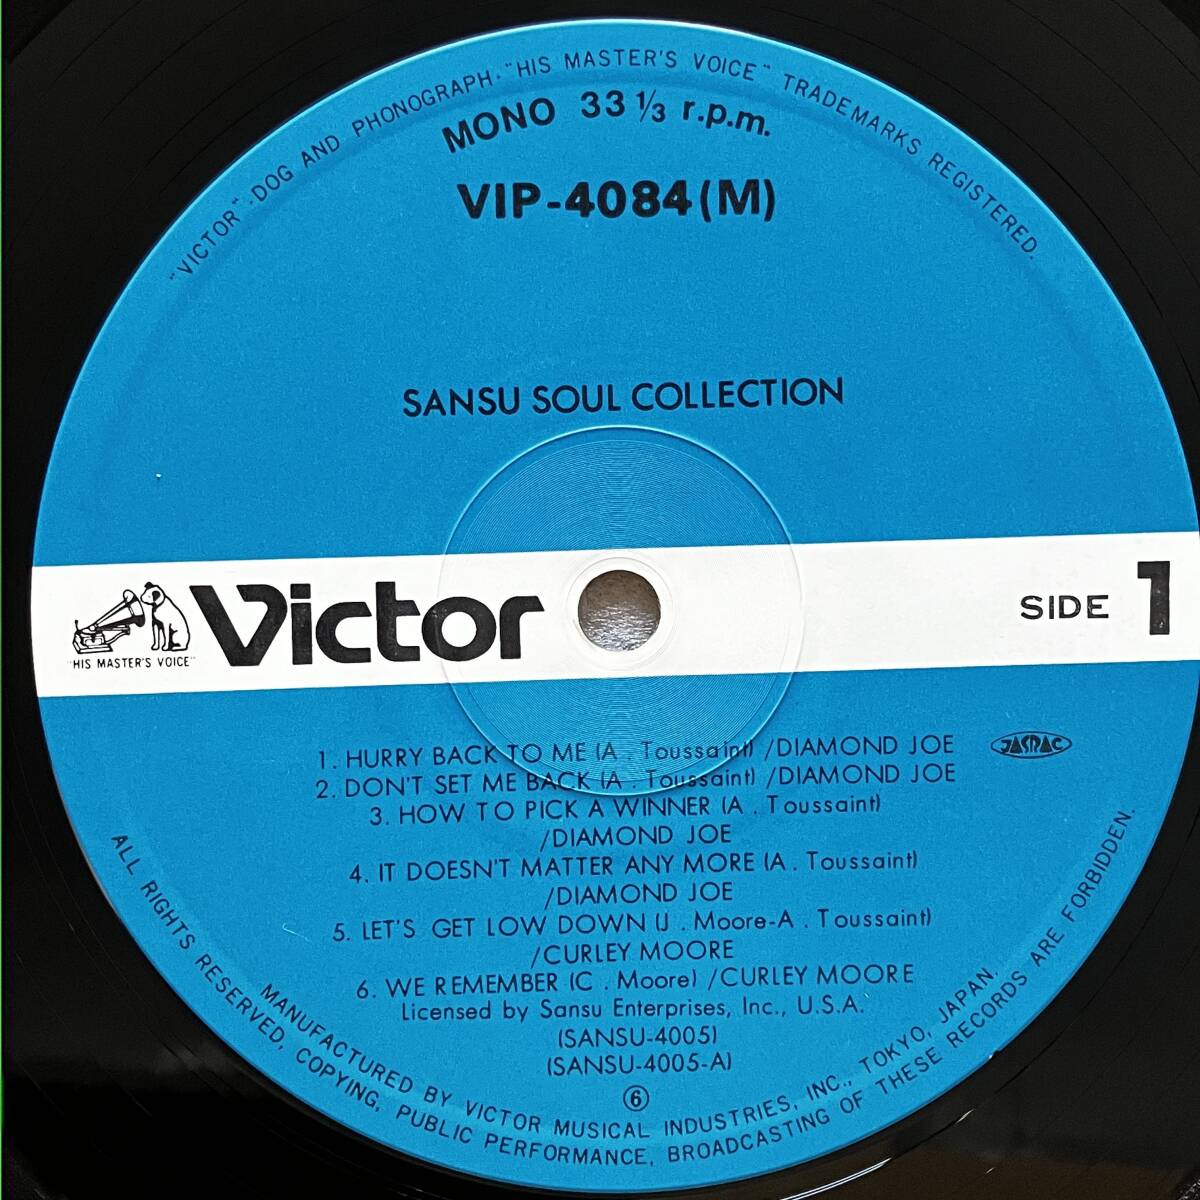 "VICTOR"-DOG AND PHONOGRAPH. "HIS MASTER'S VOICE" TRADEMARKS REGISTERED.
MONO 33 1/3 r.p.m.
VIP-4084(M)
SANSU SOUL COLLECTION
"HIS MASTER'S VOICE"
Victor
SIDE 1
1. HURRY BACK TO ME (A . Toussaint) /DIAMOND JOE
JASRAC
2. DON'T SET ME BACK (A . Toussaint) /DIAMOND JOE
3. HOW TO PICK A WINNER (A . Toussaint)
/DIAMOND JOE
4. IT DOESN'T MATTER ANY MORE (A . Toussaint)
/DIAMOND JOE
5. LET'S GET LOW DOWN (J . Moore-A . Toussaint)
/CURLEY MOORE
6. WE REMEMBER (C . Moore) /CURLEY MOORE
Licensed by Sansu Enterprises, Inc., U.S.A.
(SANSU-4005)
(SANSU-4005-A)
⑥
MANUFACTURED BY VICTOR MUSICAL INDUSTRIES, INC., TOKYO, JAPAN.
ALL RIGHTS RESERVED, COPYING, PUBLIC PERFORMANCE, BROADCASTING OF THESE RECORDS ARE FORBIDDEN.